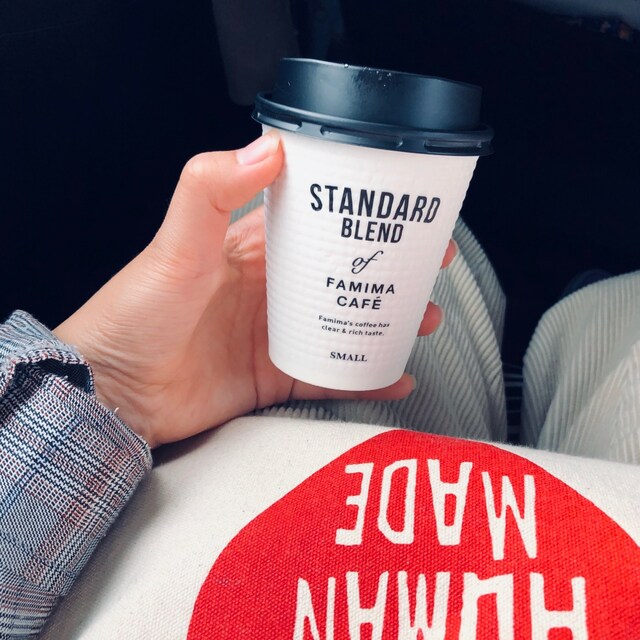 STANDARD
BLEND
of
FAMIMA
CAFÉ
Famima's coffee has
clear & rich taste.
SMALL
HUMAN
MADE